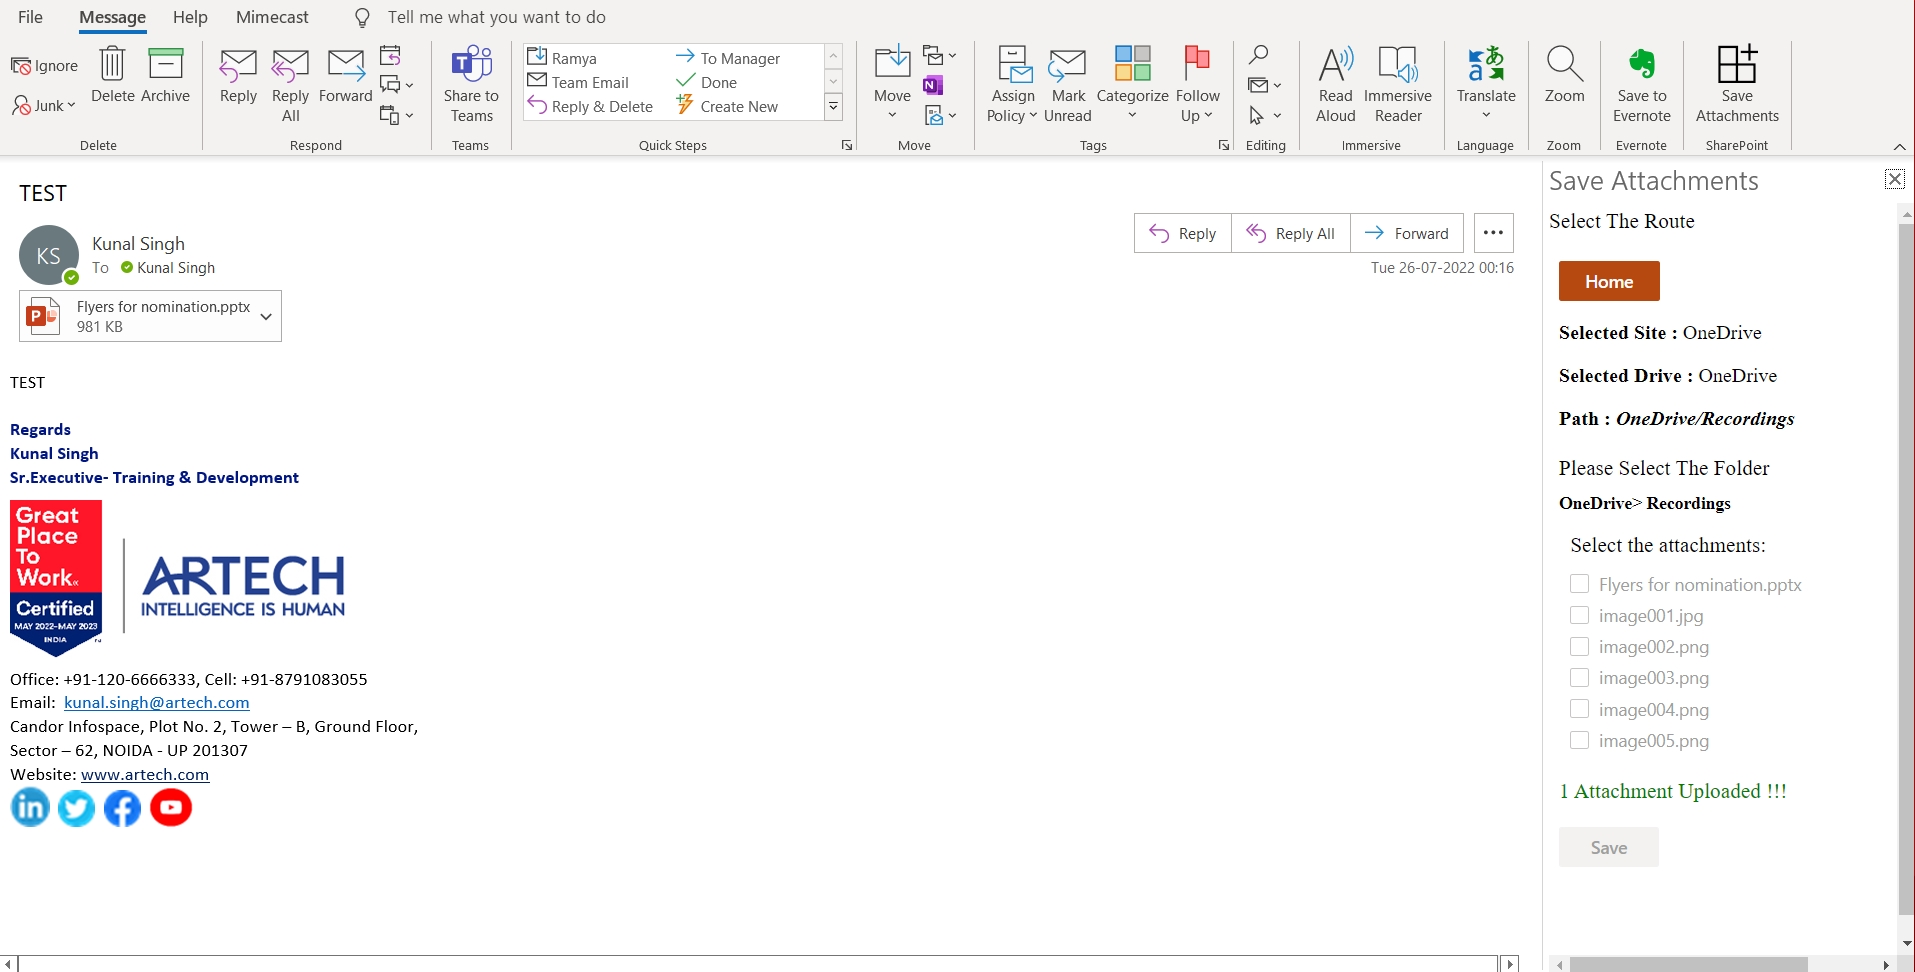 File Message Help Mimecast Tell me what you want to do
Ignore
Junk
Delete
Archive
Delete
Reply
Reply All
Forward
Respond
Share to Teams
Teams
Ramya
Team Email
Reply & Delete
To Manager
Done
Create New
Quick Steps
Move
Move
Assign Policy
Mark Unread
Categorize
Follow Up
Tags
Editing
Read Aloud
Immersive Reader
Immersive
Translate
Language
Zoom
Zoom
Save to Evernote
Evernote
Save Attachments
SharePoint
TEST
KS
Kunal Singh
To Kunal Singh
Reply Reply All Forward
Tue 26-07-2022 00:16
Flyers for nomination.pptx
981 KB
TEST
Regards
Kunal Singh
Sr.Executive- Training & Development
Great
Place
To
Work
Certified
MAY 2022-MAY 2023
INDIA
ARTECH
INTELLIGENCE IS HUMAN
Office: +91-120-6666333, Cell: +91-8791083055
Email: kunal.singh@artech.com
Candor Infospace, Plot No. 2, Tower – B, Ground Floor,
Sector – 62, NOIDA - UP 201307
Website: www.artech.com
Save Attachments
Select The Route
Home
Selected Site : OneDrive
Selected Drive : OneDrive
Path : OneDrive/Recordings
Please Select The Folder
OneDrive> Recordings
Select the attachments:
Flyers for nomination.pptx
image001.jpg
image002.png
image003.png
image004.png
image005.png
1 Attachment Uploaded !!!
Save